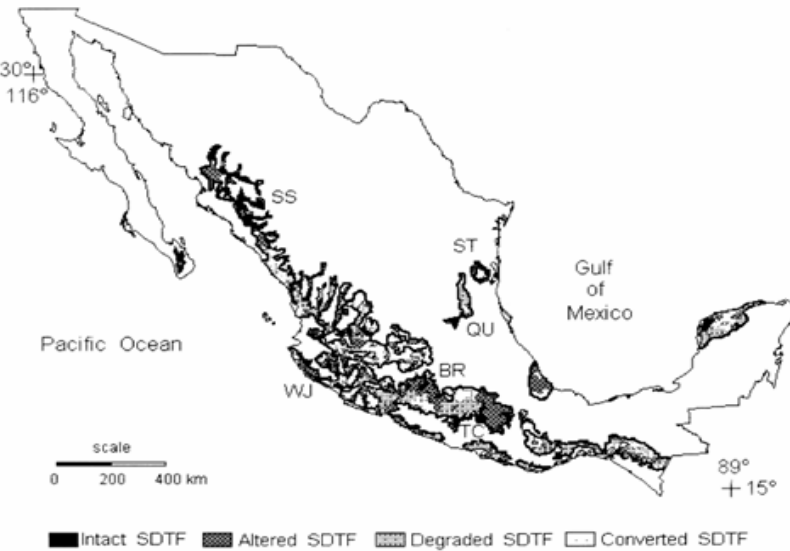 30°
116°
SS
ST
Gulf
of
Mexico
QU
Pacific Ocean
BR
WJ
TC
scale
0 200 400 km
89°
15°
Intact SDTF Altered SDTF Degraded SDTF Converted SDTF